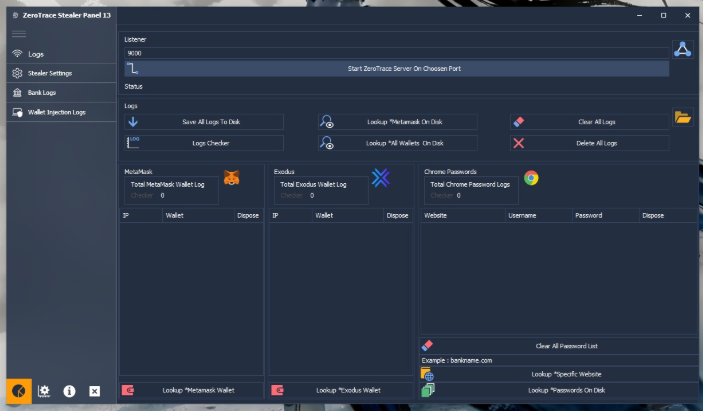 ZeroTrace Stealer Panel 13
Logs
Stealer Settings
Bank Logs
Wallet Injection Logs
Listener
9000
Start ZeroTrace Server On Choosen Port
Status
Logs
Save All Logs To Disk
Lookup *Metamask On Disk
Clear All Logs
LOG
Logs Checker
Lookup *All Wallets On Disk
Delete All Logs
MetaMask
Total MetaMask Wallet Log
Checker 0
Exodus
Total Exodus Wallet Log
Checker 0
Chrome Passwords
Total Chrome Password Logs
Checker 0
IP Wallet Dispose
IP Wallet Dispose
Website Username Password Dispose
Clear All Password List
Example : bankname.com
Lookup *Specific Website
Lookup *Metamask Wallet
Lookup *Exodus Wallet
Lookup *Passwords On Disk